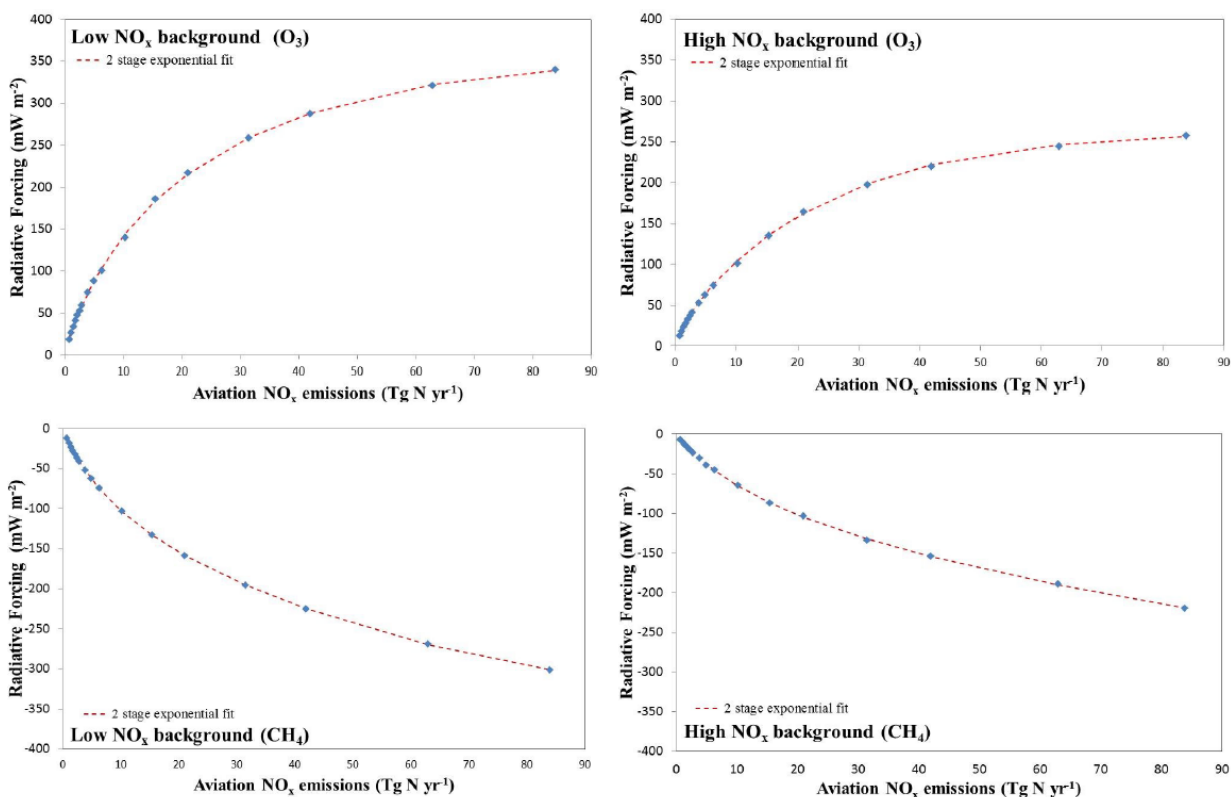 Low NOx background (O3)
2 stage exponential fit
400
350
300
250
200
150
100
50
0
Radiative Forcing (mW m-2)
0 10 20 30 40 50 60 70 80 90
Aviation NOx emissions (Tg N yr-1)
High NOx background (O3)
2 stage exponential fit
400
350
300
250
200
150
100
50
0
Radiative Forcing (mW m-2)
0 10 20 30 40 50 60 70 80 90
Aviation NOx emissions (Tg N yr-1)
0
-50
-100
-150
-200
-250
-300
-350
-400
Radiative Forcing (mW m-2)
2 stage exponential fit
Low NOx background (CH4)
0 10 20 30 40 50 60 70 80 90
Aviation NOx emissions (Tg N yr-1)
0
-50
-100
-150
-200
-250
-300
-350
-400
Radiative Forcing (mW m-2)
2 stage exponential fit
High NOx background (CH4)
0 10 20 30 40 50 60 70 80 90
Aviation NOx emissions (Tg N yr-1)